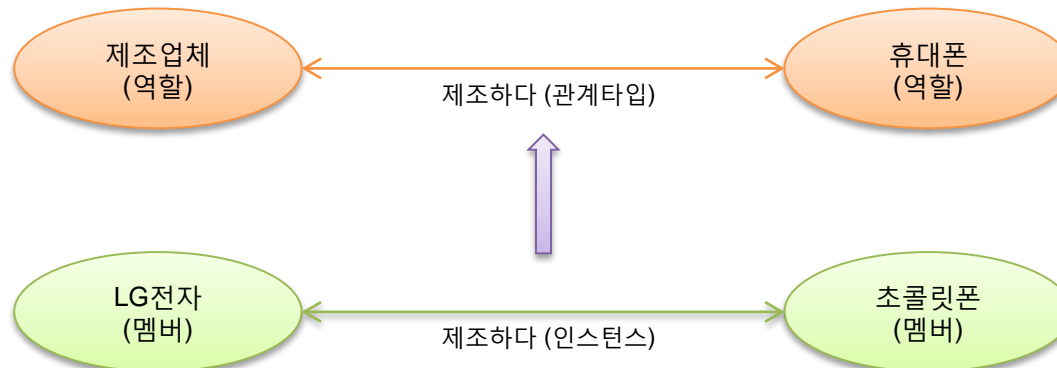 제조업체
(역할)
휴대폰
(역할)
제조하다 (관계타입)
LG전자
(멤버)
초콜릿폰
(멤버)
제조하다 (인스턴스)